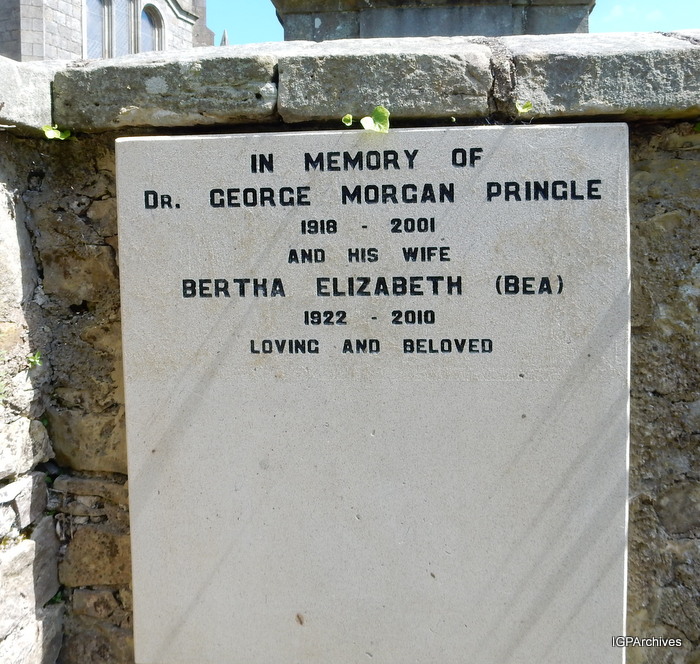 IN MEMORY OF
DR. GEORGE MORGAN PRINGLE
1918 - 2001
AND HIS WIFE
BERTHA ELIZABETH (BEA)
1922 - 2010
LOVING AND BELOVED
IGPArchives